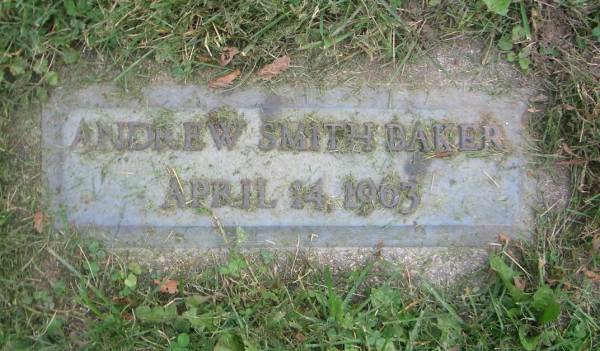 ANDREW SMITH BAKER
APRIL 14, 1963